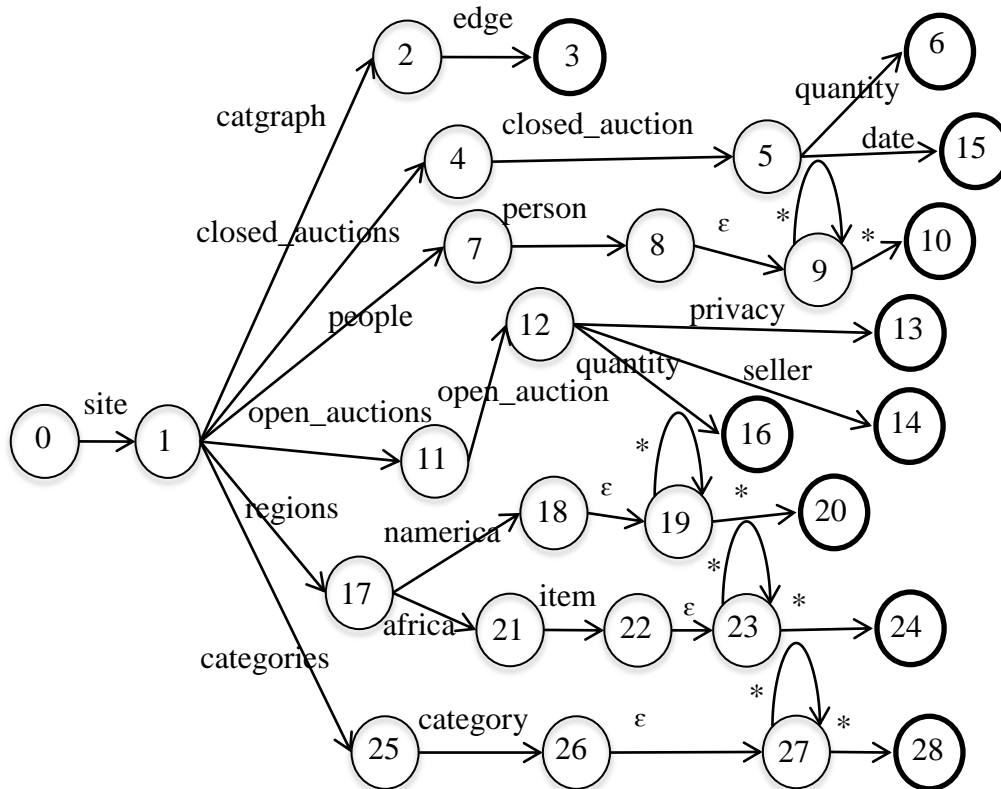 edge
2
3
6
quantity
catgraph
closed_auction
date
4
5
15
person
ε
*
*
closed_auctions
7
8
9
10
people
12
privacy
13
quantity
seller
site
open_auctions
open_auction
0
1
11
16
14
*
regions
namerica
18
ε
19
*
20
17
africa
21
item
22
ε
23
*
*
24
categories
25
category
26
ε
27
*
*
28